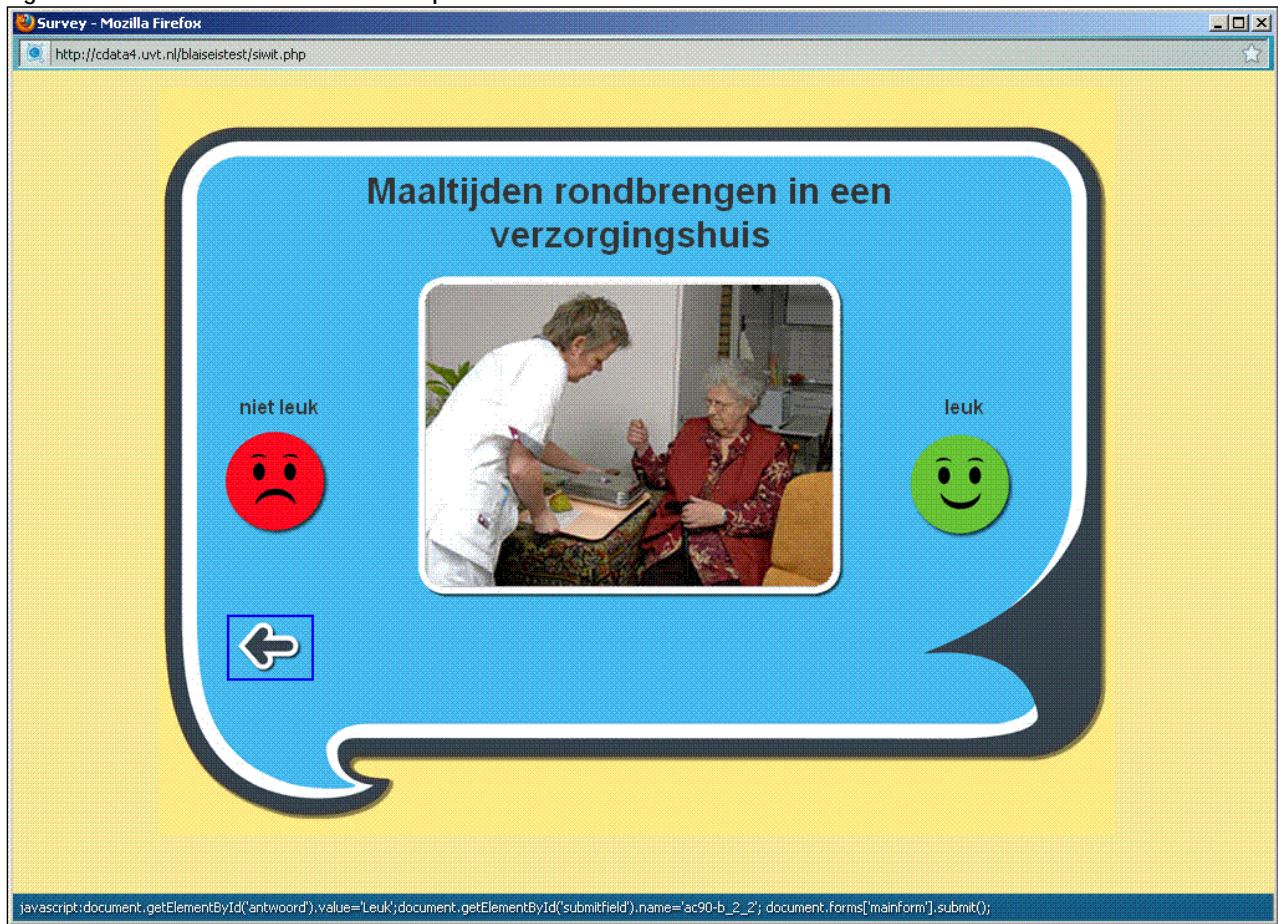 Survey - Mozilla Firefox
http://cdata4.uvt.nl/blaiseistest/siwit.php
Maaltijden rondbrengen in een
verzorgingshuis
niet leuk
leuk
javascript:document.getElementById('antwoord').value='Leuk';document.getElementById('submitfield').name='ac90-b_2_2'; document.forms['mainform'].submit();